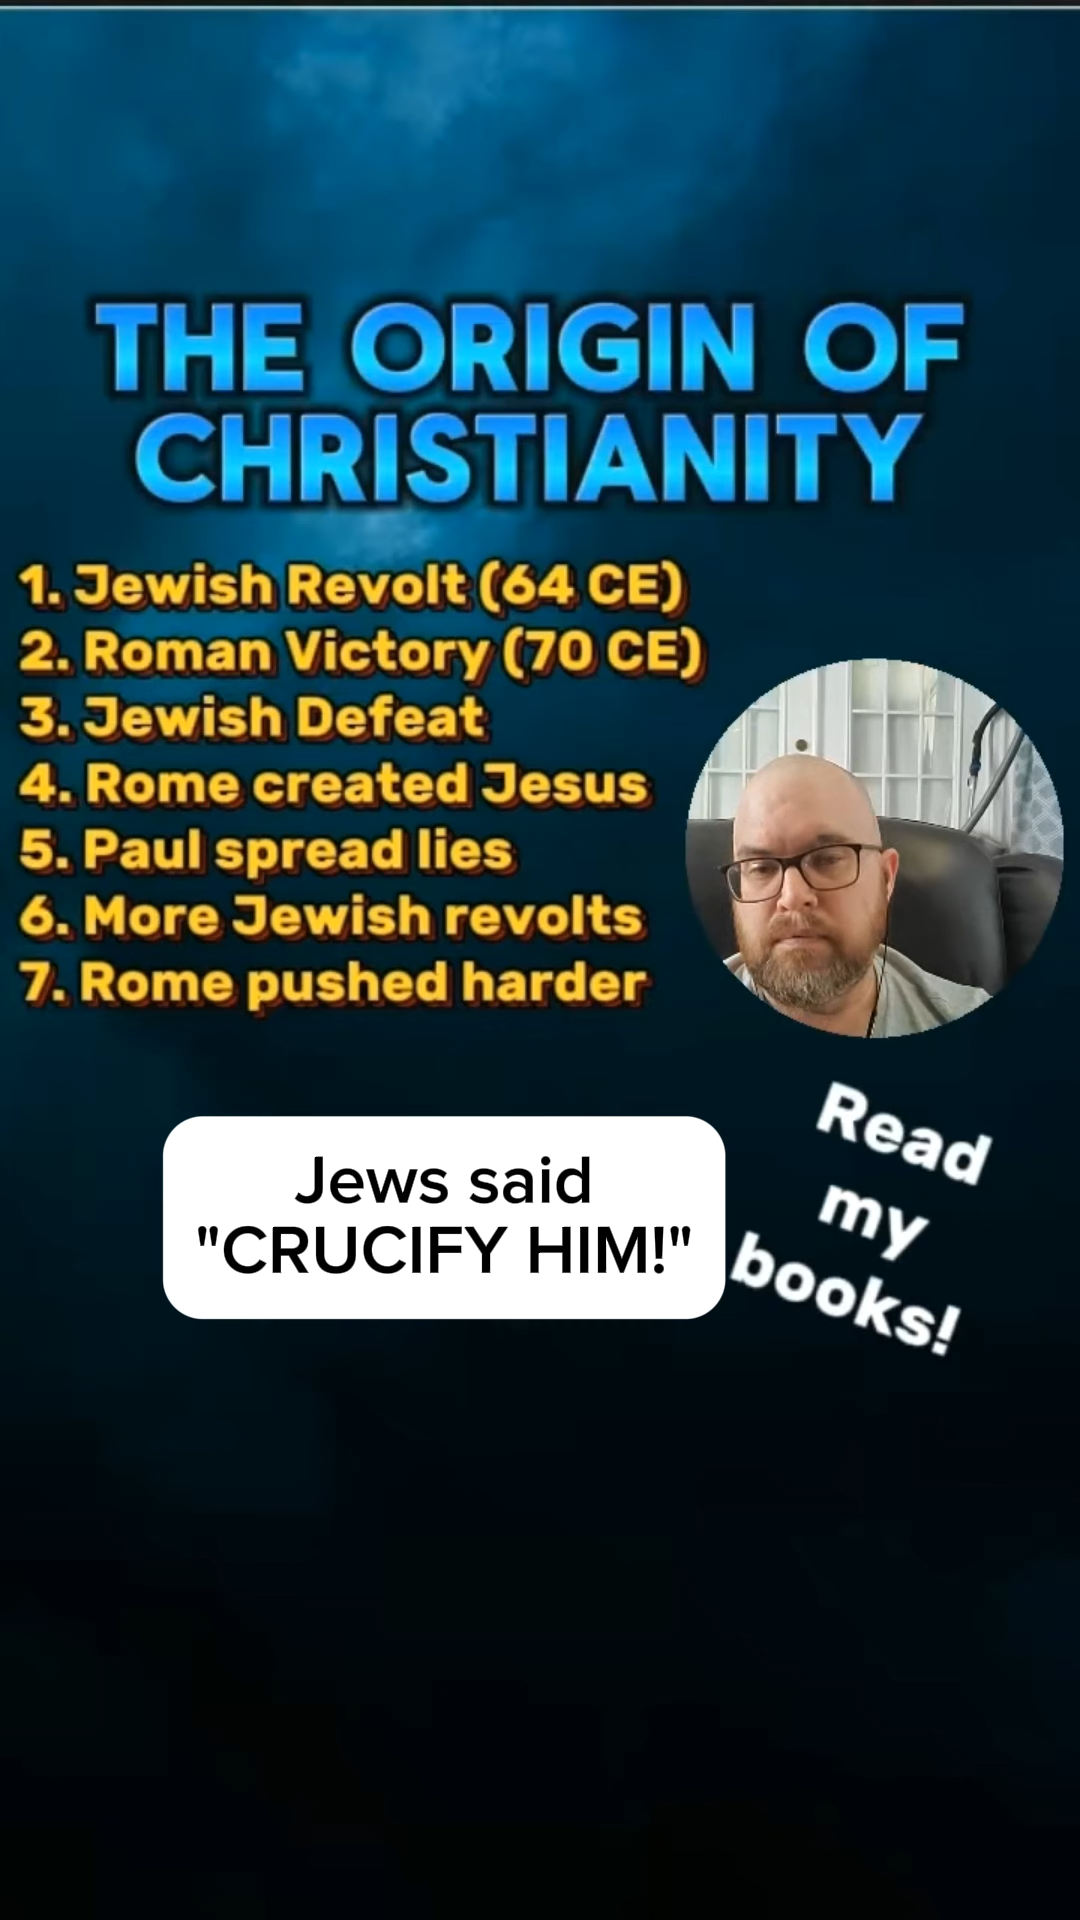 THE ORIGIN OF
CHRISTIANITY
1. Jewish Revolt (64 CE)
2. Roman Victory (70 CE)
3. Jewish Defeat
4. Rome created Jesus
5. Paul spread lies
6. More Jewish revolts
7. Rome pushed harder
Jews said
"CRUCIFY HIM!"
Read
my
books!